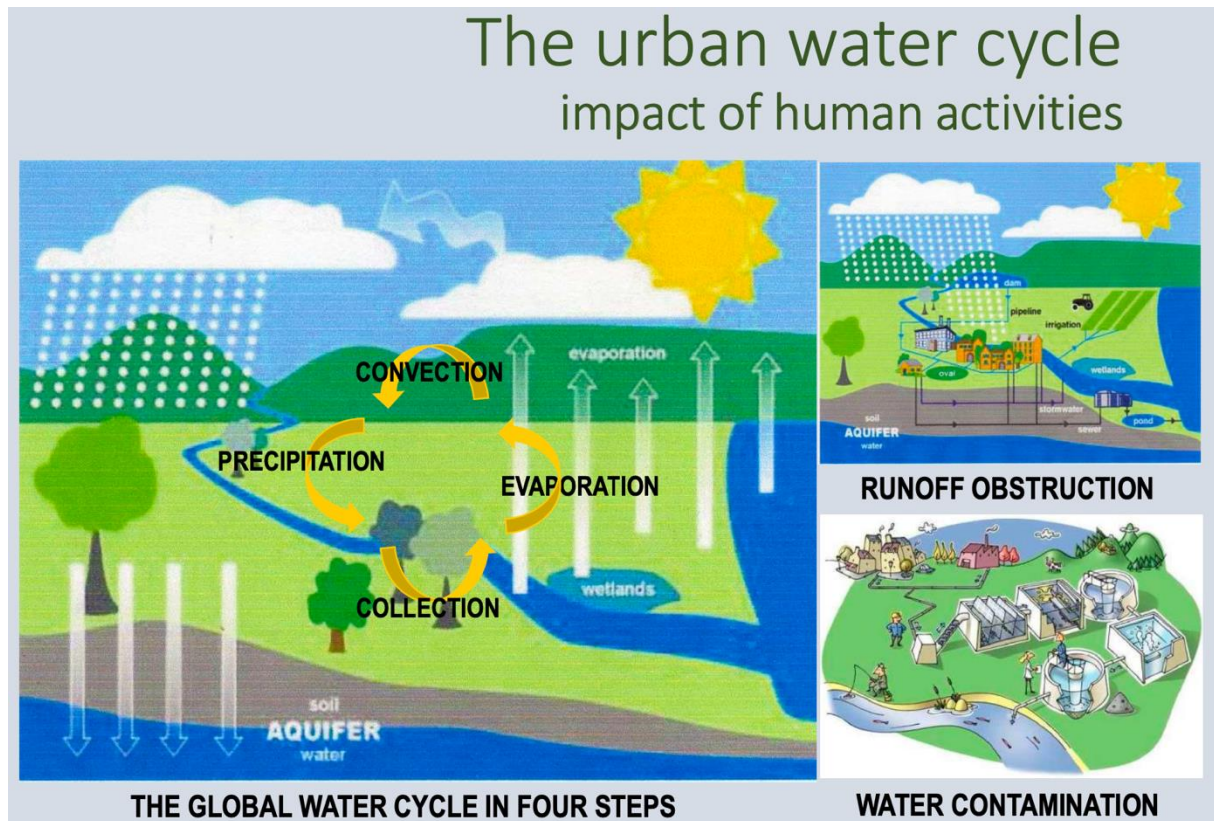 The urban water cycle
impact of human activities
evaporation
CONVECTION
PRECIPITATION
EVAPORATION
COLLECTION
wetlands
soil
AQUIFER
water
THE GLOBAL WATER CYCLE IN FOUR STEPS
dam
pipeline
irrigation
oval
wetlands
stormwater
sewer
pond
soil
AQUIFER
water
RUNOFF OBSTRUCTION
WATER CONTAMINATION